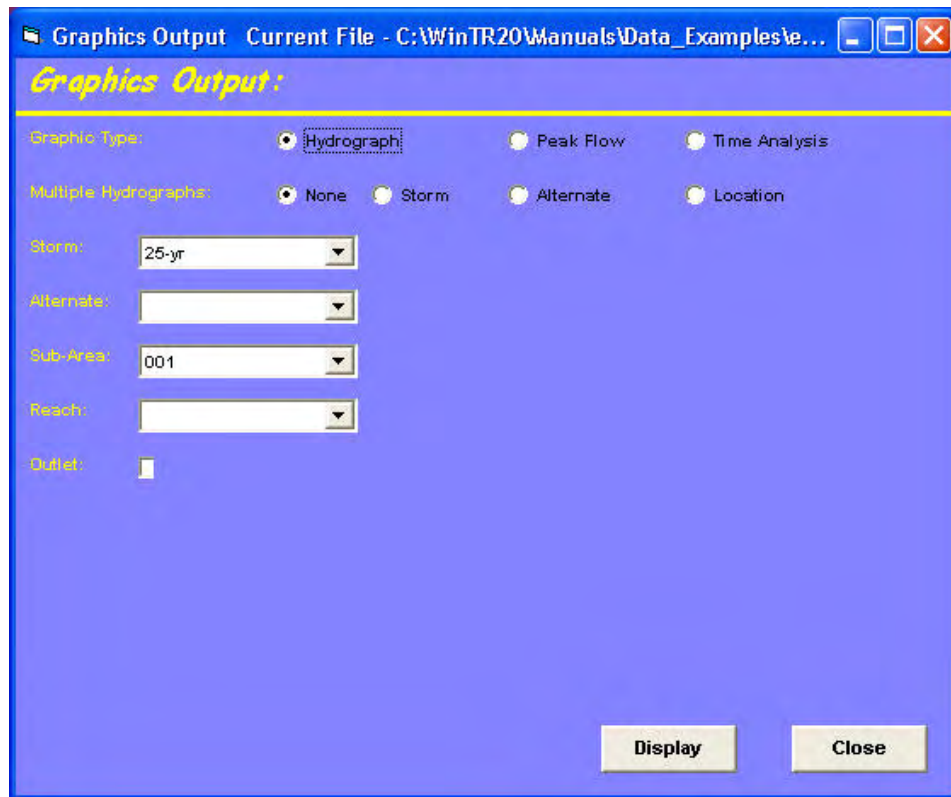 Graphics Output Current File - C:\WinTR20\Manuals\Data_Examples\e...
Graphics Output:
Graphic Type: Hydrograph Peak Flow Time Analysis
Multiple Hydrographs: None Storm Alternate Location
Storm: 25-yr
Alternate:
Sub-Area: 001
Reach:
Outlet:
Display Close